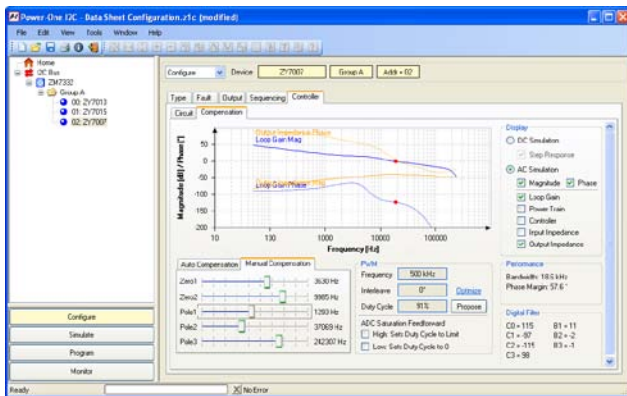 Power-One I2C - Data Sheet Configuration.z1c (modified)
File Edit View Tools Window Help
Home
I2C Bus
ZM7332
Group A
00: ZY7013
01: ZY7015
02: ZY7007
Configure
Simulate
Program
Monitor
Configure Device ZY7007 Group A Addr = 02
Type Fault Output Sequencing Controller
Circuit Compensation
Output Impedance Phase
Loop Gain Mag
Loop Gain Phase
Magnitude [dB] / Phase [°]
50
0
-50
-100
-150
200
10 130 1000 10000 100000
Frequency [Hz]
Display
DC Simulation
Step Response
AC Simulation
Magnitude Phase
Loop Gain
Power Train
Controller
Input Impedance
Output Impedance
Auto Compensation Manual Compensation
Zero1 3630 Hz
Zero2 9985 Hz
Pole1 1293 Hz
Pole2 37069 Hz
Pole3 242307 Hz
PWM
Frequency 500 kHz
Interleave 0° Optimize
Duty Cycle 91% Propose
ADC Saturation Feedforward
High: Sets Duty Cycle to Limit
Low: Sets Duty Cycle to 0
Performance
Bandwidth: 18.6 kHz
Phase Margin: 57.6 °
Digital Filter
C0 = 115 B1 = 11
C1 = -97 B2 = -2
C2 = -115 B3 = -1
C3 = 98
Ready No Error